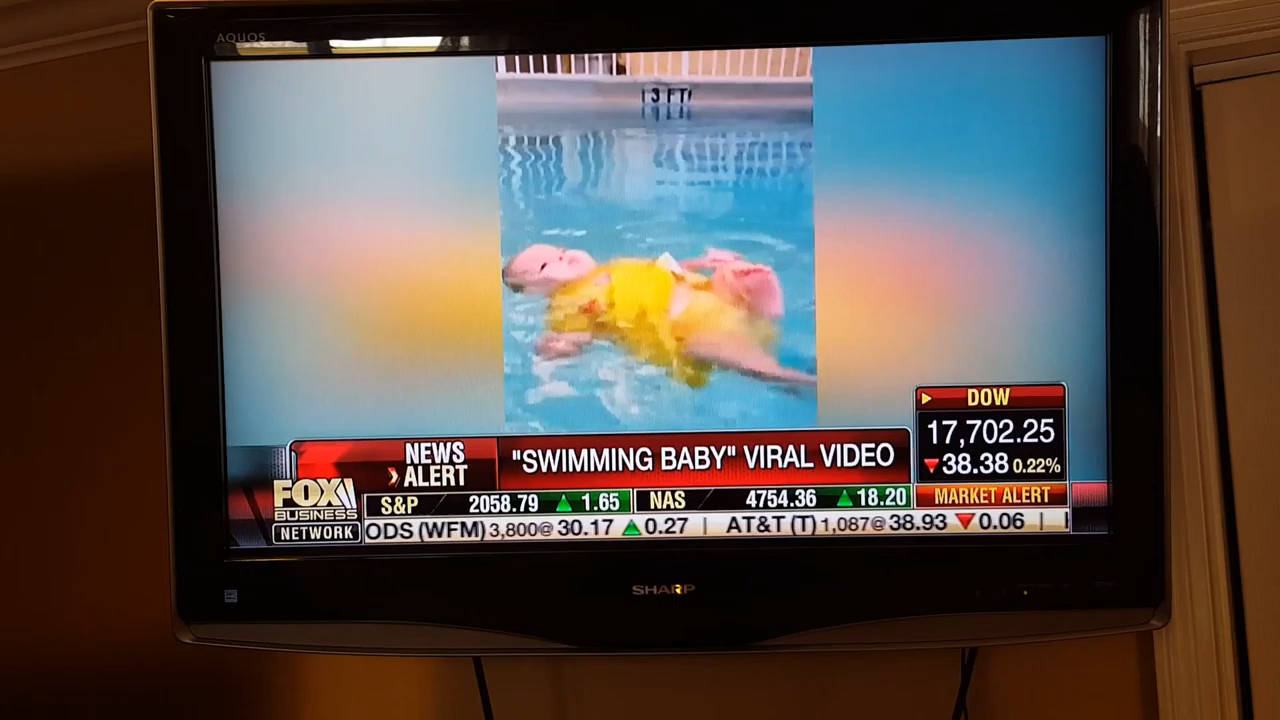 AQUOS
3 FT
DOW
17,702.25
38.38 0.22%
NEWS
ALERT
"SWIMMING BABY" VIRAL VIDEO
MARKET ALERT
FOX
BUSINESS
NETWORK
S&P 2058.79 1.65 NAS 4754.36 18.20
ODS (WFM) 3,800@ 30.17 0.27 | AT&T (T) 1,087@ 38.93 0.06 |
SHARP